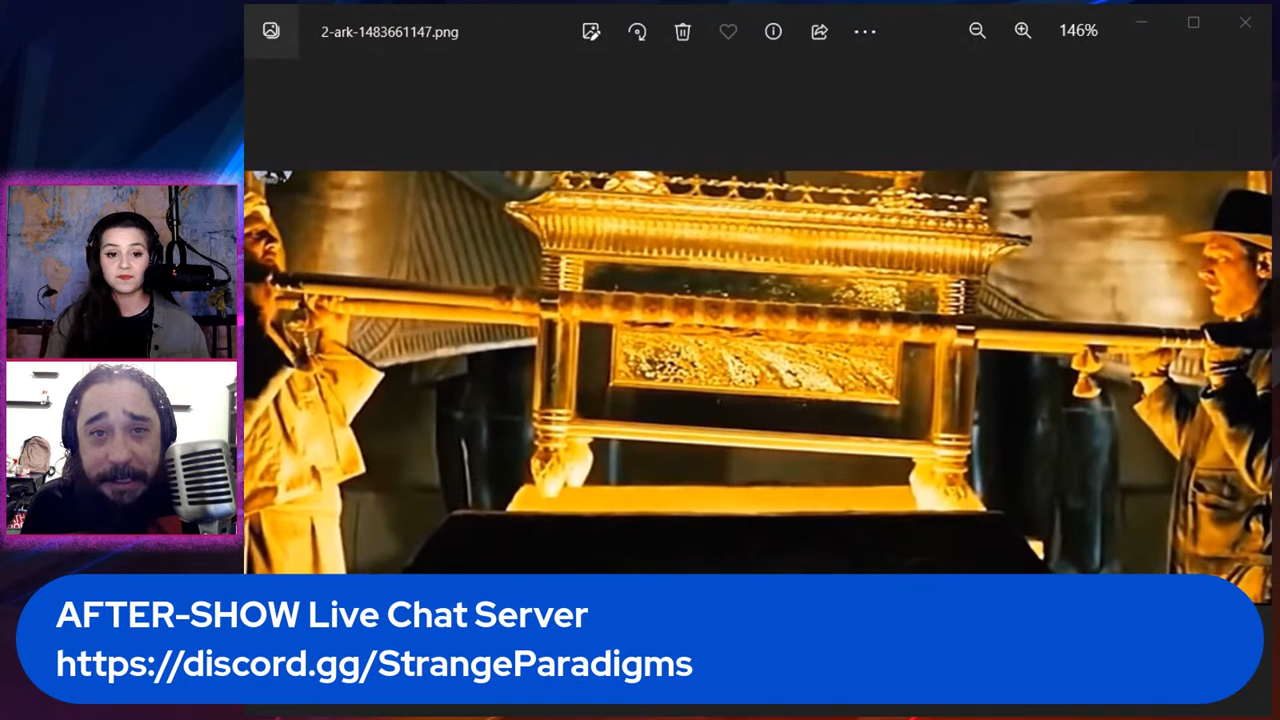 2-ark-1483661147.png
146%
AFTER-SHOW Live Chat Server
https://discord.gg/StrangeParadigms